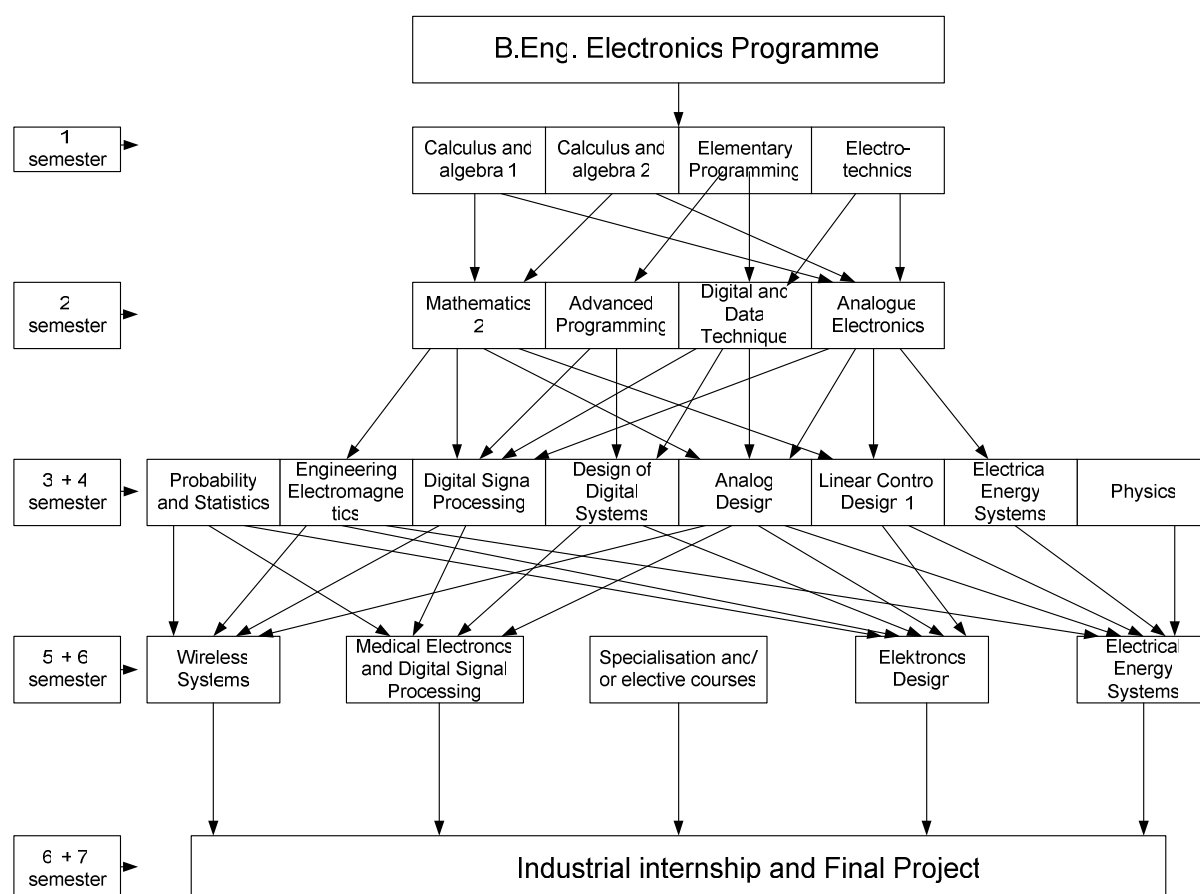 B.Eng. Electronics Programme
1
semester
Calculus and
algebra 1
Calculus and
algebra 2
Elementary
Programming
Electro-
technics
2
semester
Mathematics
2
Advanced
Programming
Digital and
Data
Technique
Analogue
Electronics
3 + 4
semester
Probability
and Statistics
Engineering
Electromagne
tics
Digital Signa
Processing
Design of
Digital
Systems
Analog
Design
Linear Contro
Design 1
Electrica
Energy
Systems
Physics
5 + 6
semester
Wireless
Systems
Medical Electroncs
and Digital Signal
Processing
Specialisation and/
or elective courses
Elektroncs
Design
Electrical
Energy
Systems
6 + 7
semester
Industrial internship and Final Project